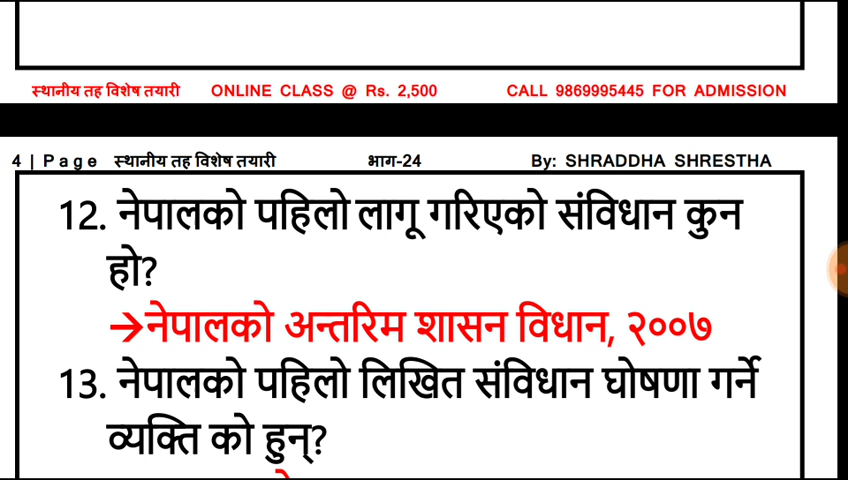 स्थानीय तह विशेष तयारी ONLINE CLASS @ Rs. 2,500 CALL 9869995445 FOR ADMISSION
4 | Page स्थानीय तह विशेष तयारी भाग-24 By: SHRADDHA SHRESTHA
12. नेपालको पहिलो लागू गरिएको संविधान कुन
हो?
→नेपालको अन्तरिम शासन विधान, २००७
13. नेपालको पहिलो लिखित संविधान घोषणा गर्ने
व्यक्ति को हुन्?